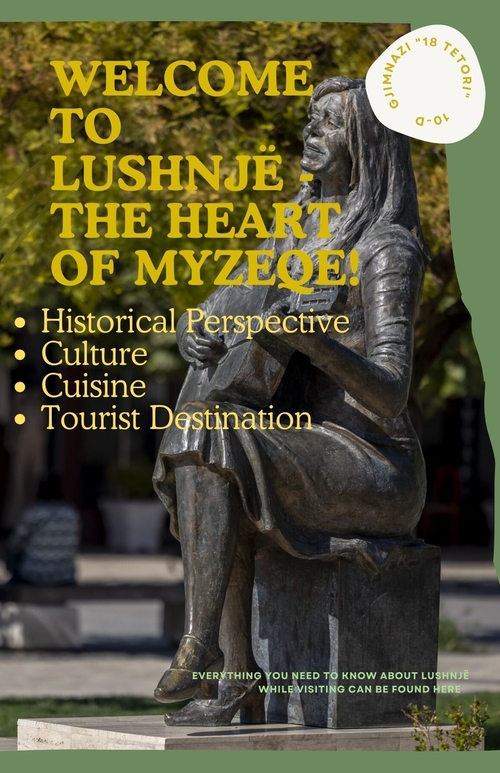 GJIMNAZI "18 TETORI"
10-D
WELCOME
TO
LUSHNJË -
THE HEART
OF MYZEQE!
• Historical Perspective
• Culture
• Cuisine
• Tourist Destination
EVERYTHING YOU NEED TO KNOW ABOUT LUSHNJË
WHILE VISITING CAN BE FOUND HERE